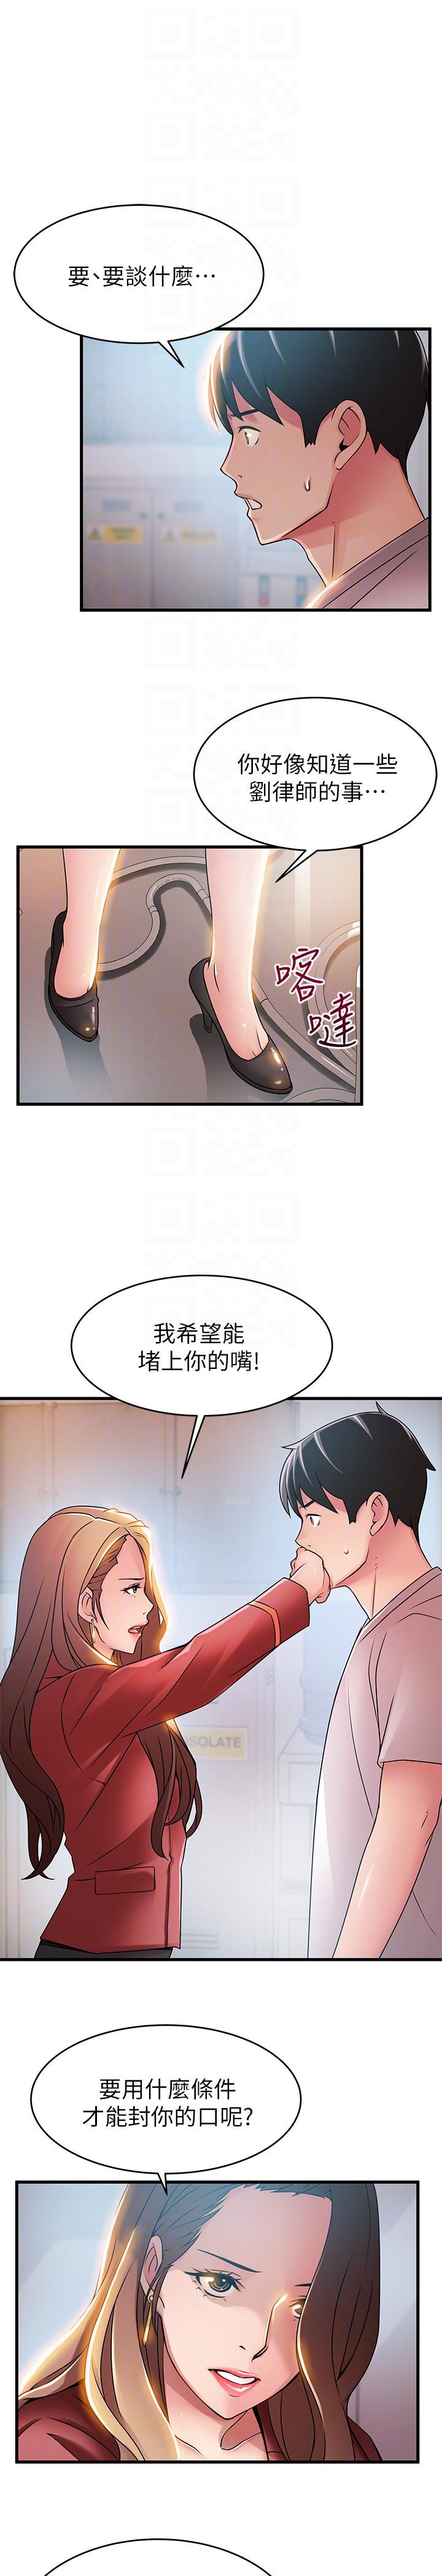 要、要談什麼…
你好像知道一些
劉律師的事…
喀
噠
我希望能
堵上你的嘴!
ISOLATE
要用什麼條件
才能封你的口呢?